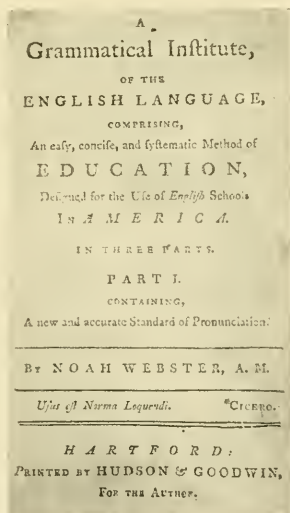 A
Grammatical Inſtitute,
OF THE
ENGLISH LANGUAGE,
COMPRISING,
An eaſy, conciſe, and ſyſtematic Method of
EDUCATION,
Deſigned for the Uſe of Engliſh Schools
IN AMERICA.
IN THREE PARTS.
PART I.
CONTAINING,
A new and accurate Standard of Pronunciation.
BY NOAH WEBSTER, A. M.
Uſus eſt Norma Loquendi. CICERO.
HARTFORD:
PRINTED BY HUDSON & GOODWIN,
FOR THE AUTHOR.